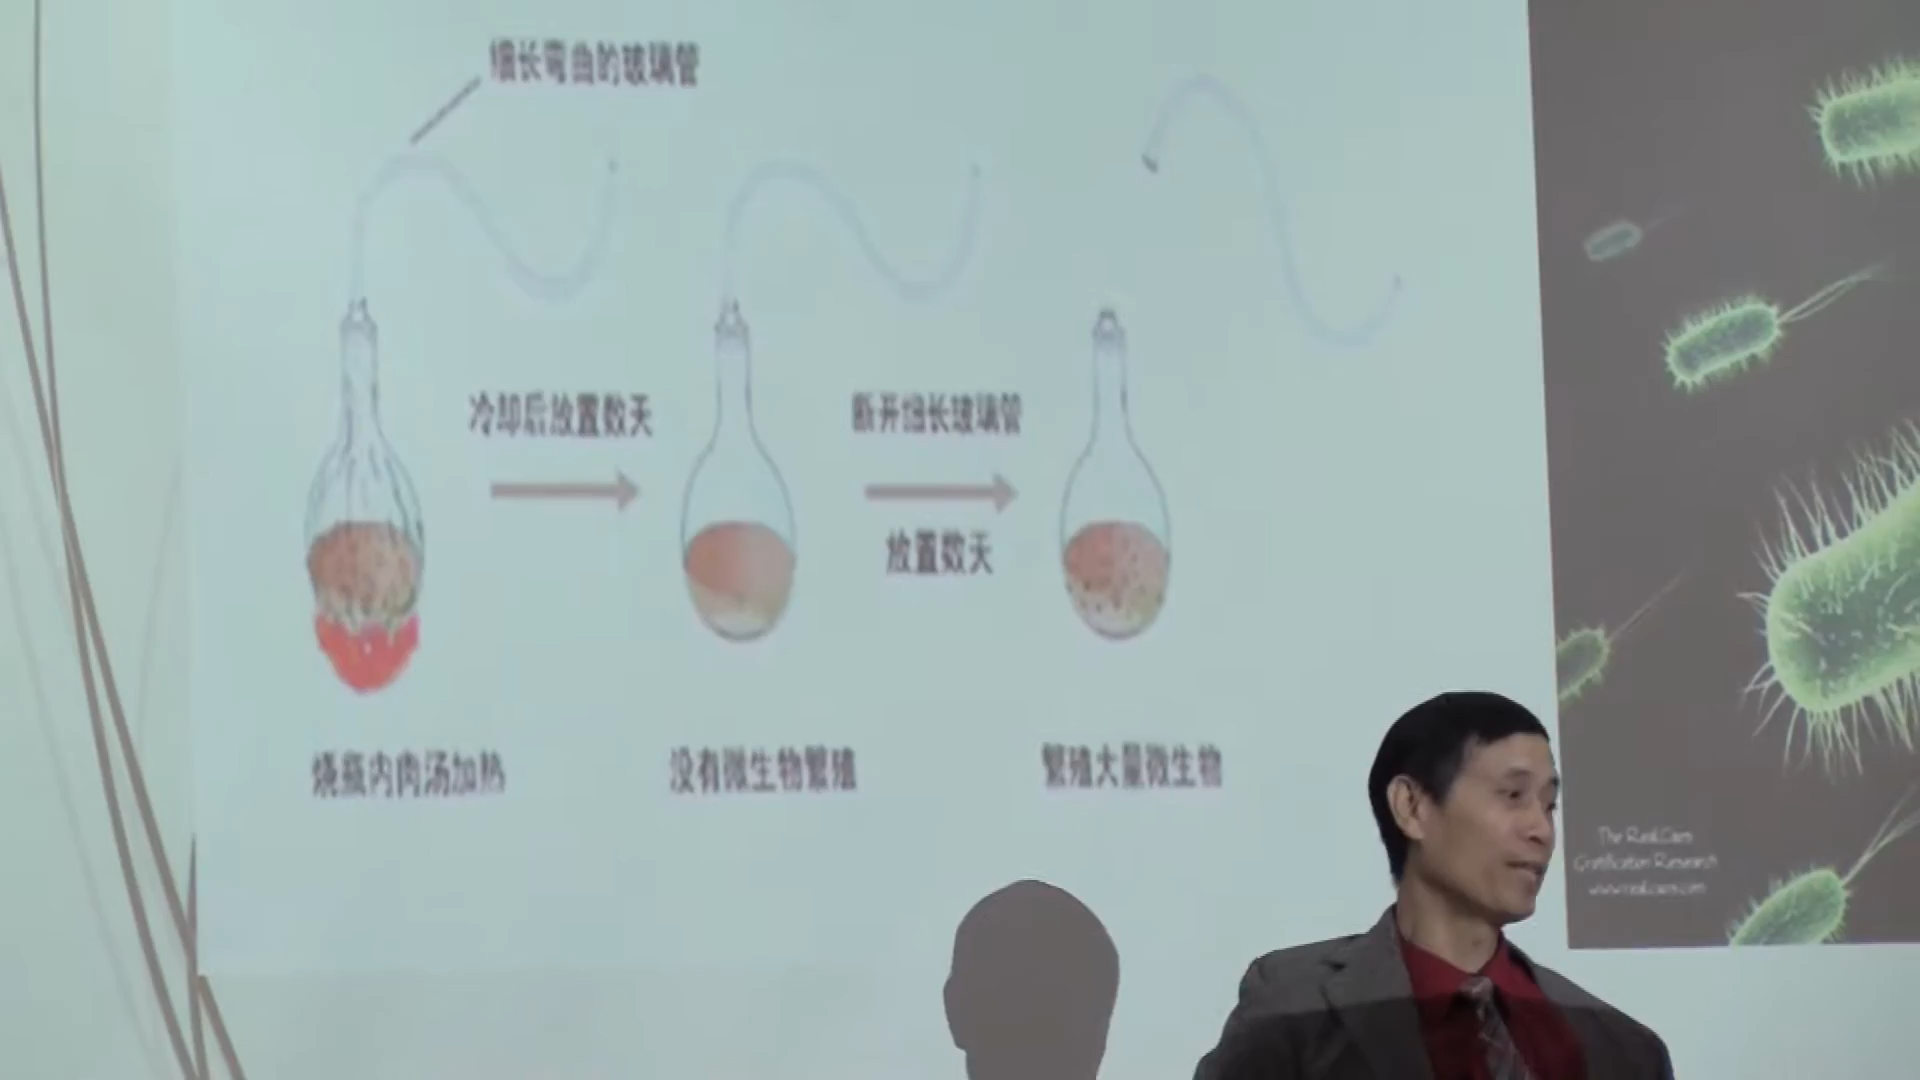 细长弯曲的玻璃管
冷却后放置数天
断开细长玻璃管
放置数天
烧瓶内肉汤加热
没有微生物繁殖
繁殖大量微生物
Gratification Research